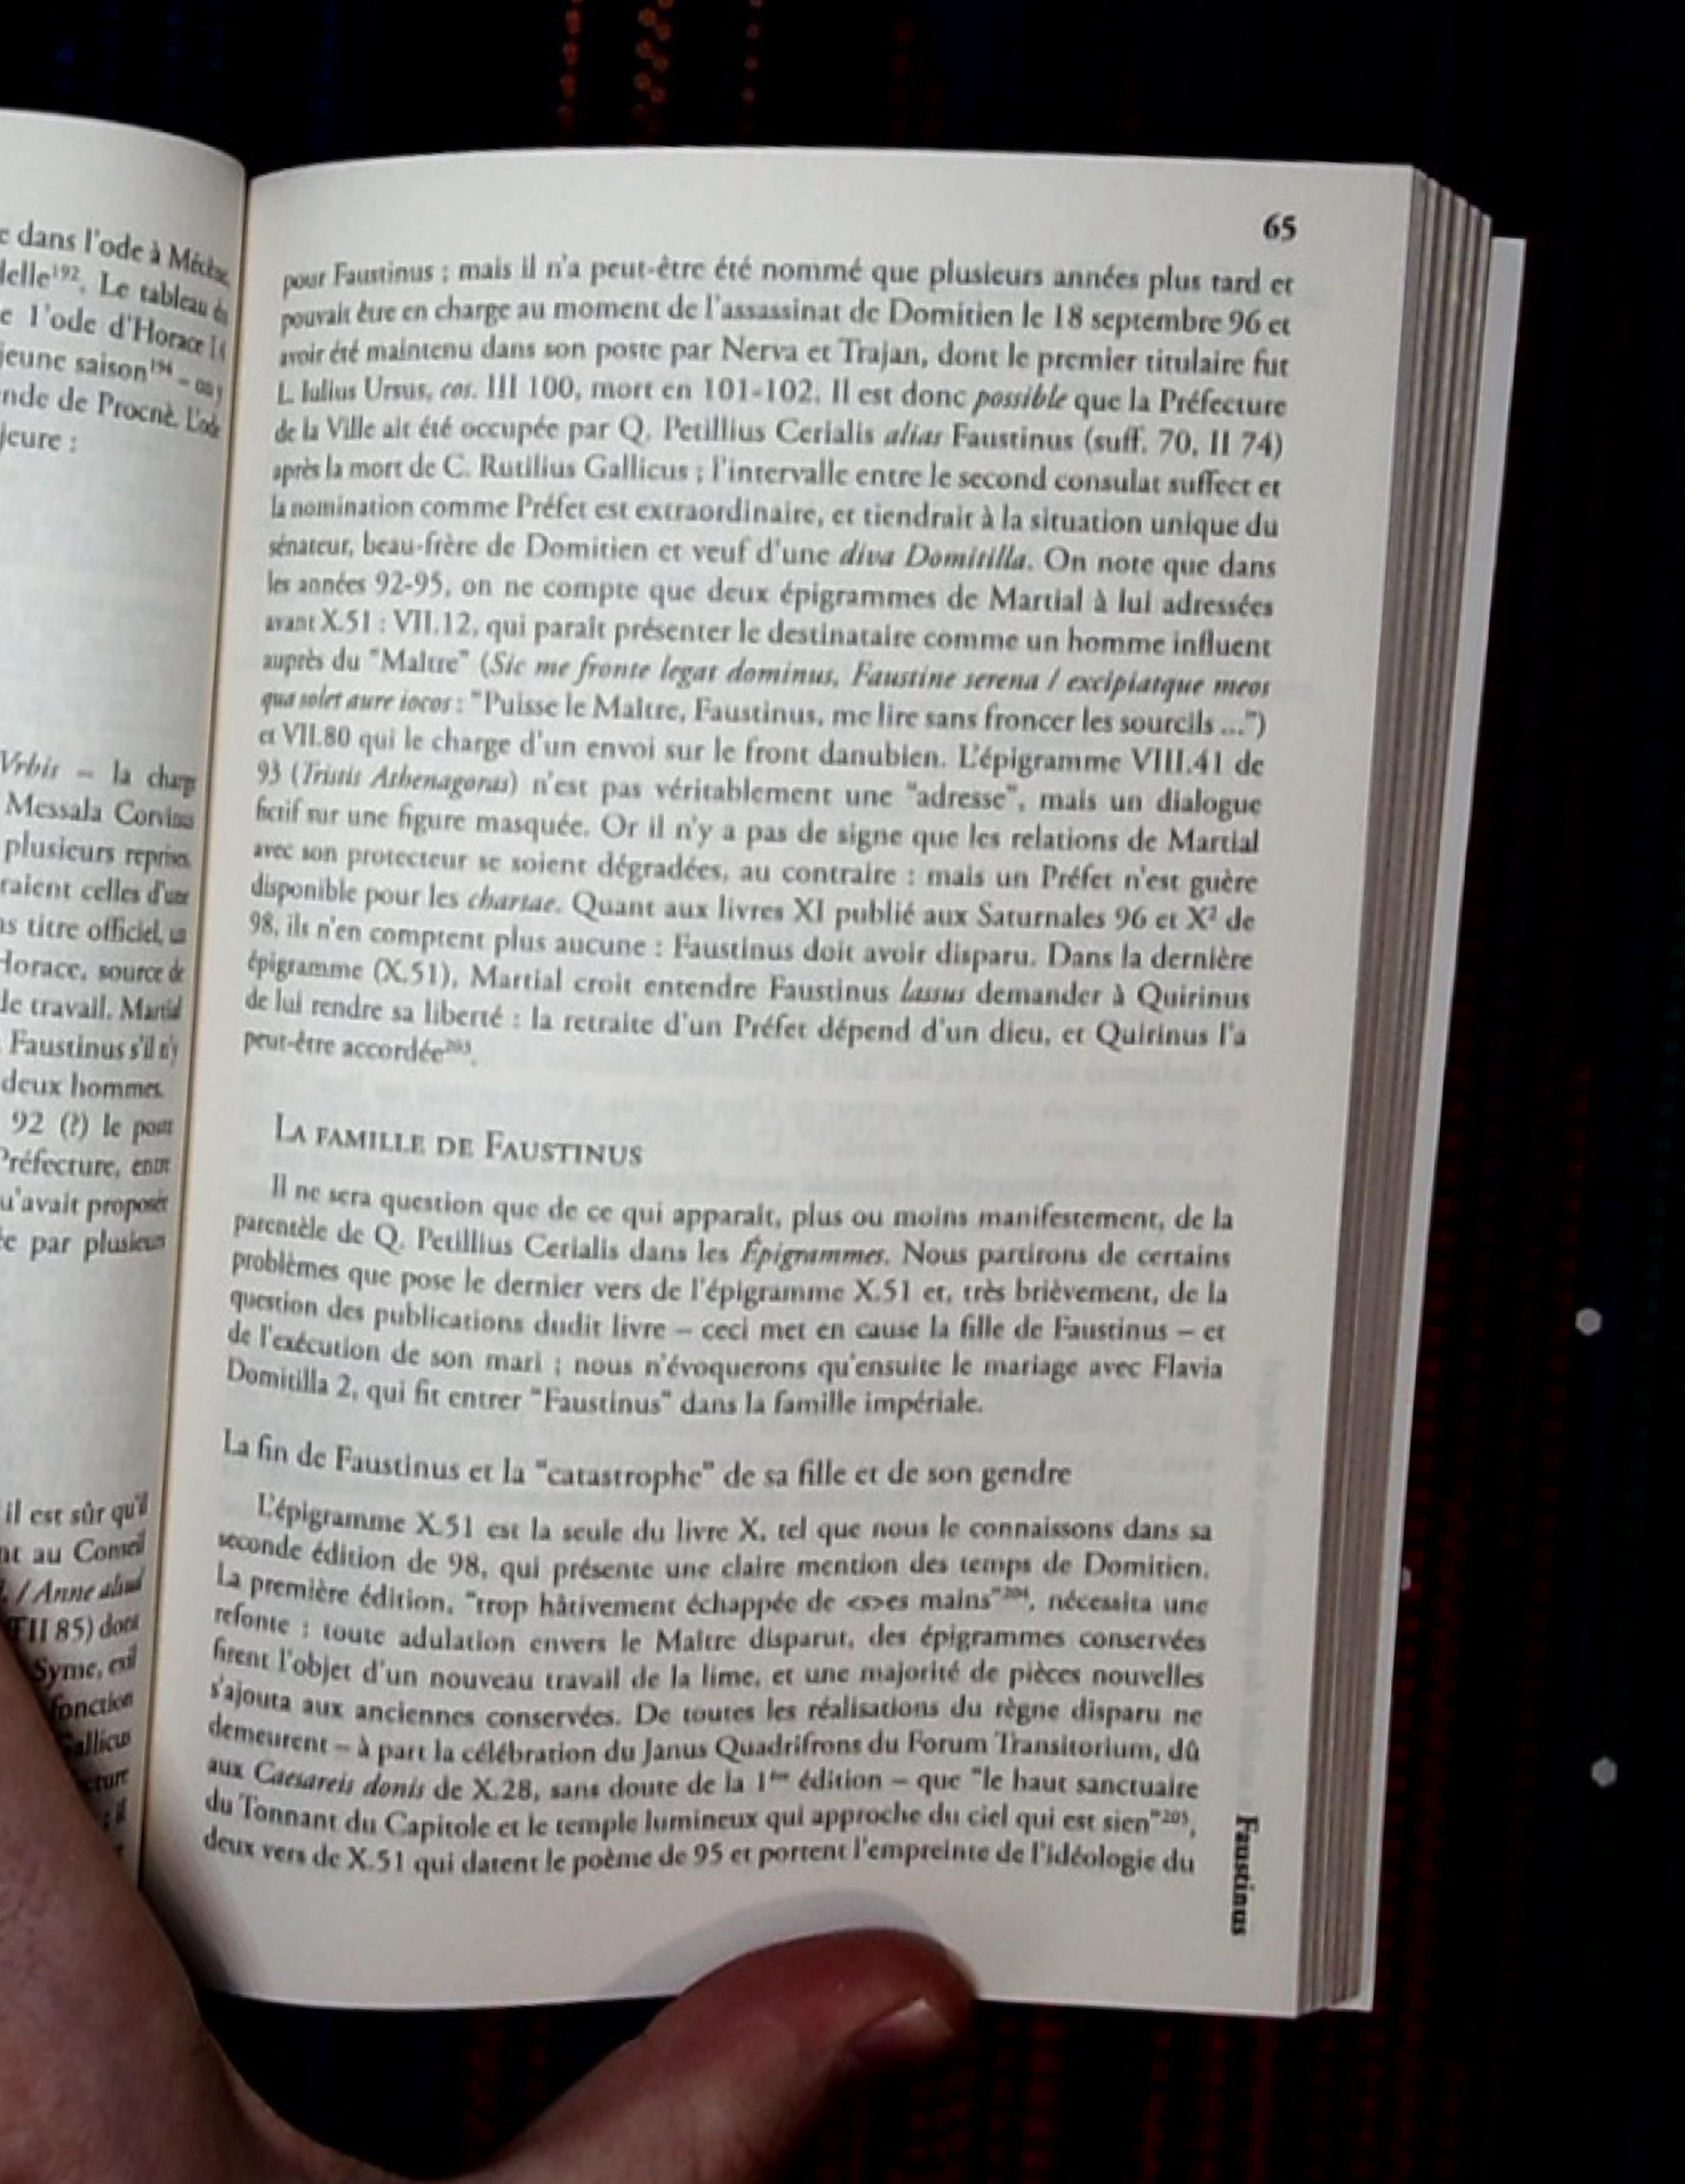 e dans l'ode à Mécène,
delle¹⁹². Le tableau du
e l'ode d'Horace I
jeune saison¹⁹⁴ – on y
nde de Procnè. L'ode
jeure :
Vrbis – la charge
Messala Corvinus
plusieurs reprises
raient celles d'une
ns titre officiel, un
Horace, source de
de travail. Martial
Faustinus s'il n'y
deux hommes.
92 (?) le poste
Préfecture, entre
u'avait proposée
e par plusieurs
il est sûr qu'il
nt au Conseil
. / Anne aliud
II 85) dont
Syme, exil
fonction
Gallicus
cture
65
pour Faustinus ; mais il n'a peut-être été nommé que plusieurs années plus tard et
pouvait être en charge au moment de l'assassinat de Domitien le 18 septembre 96 et
avoir été maintenu dans son poste par Nerva et Trajan, dont le premier titulaire fut
L. Iulius Ursus, cos. III 100, mort en 101-102. Il est donc possible que la Préfecture
de la Ville ait été occupée par Q. Petillius Cerialis alias Faustinus (suff. 70, II 74)
après la mort de C. Rutilius Gallicus ; l'intervalle entre le second consulat suffect et
la nomination comme Préfet est extraordinaire, et tiendrait à la situation unique du
sénateur, beau-frère de Domitien et veuf d'une diva Domitilla. On note que dans
les années 92-95, on ne compte que deux épigrammes de Martial à lui adressées
avant X.51 : VII.12, qui paraît présenter le destinataire comme un homme influent
auprès du "Maître" (Sic me fronte legat dominus, Faustine serena / excipiatque meos
qua solet aure iocos : "Puisse le Maître, Faustinus, me lire sans froncer les sourcils ...")
et VII.80 qui le charge d'un envoi sur le front danubien. L'épigramme VIII.41 de
93 (Tristis Athenagoras) n'est pas véritablement une "adresse", mais un dialogue
fictif sur une figure masquée. Or il n'y a pas de signe que les relations de Martial
avec son protecteur se soient dégradées, au contraire : mais un Préfet n'est guère
disponible pour les chartae. Quant aux livres XI publié aux Saturnales 96 et X² de
98, ils n'en comptent plus aucune : Faustinus doit avoir disparu. Dans la dernière
épigramme (X.51), Martial croit entendre Faustinus lassus demander à Quirinus
de lui rendre sa liberté : la retraite d'un Préfet dépend d'un dieu, et Quirinus l'a
peut-être accordée²⁰³.
LA FAMILLE DE FAUSTINUS
Il ne sera question que de ce qui apparaît, plus ou moins manifestement, de la
parentèle de Q. Petillius Cerialis dans les Épigrammes. Nous partirons de certains
problèmes que pose le dernier vers de l'épigramme X.51 et, très brièvement, de la
question des publications dudit livre – ceci met en cause la fille de Faustinus – et
de l'exécution de son mari ; nous n'évoquerons qu'ensuite le mariage avec Flavia
Domitilla 2, qui fit entrer "Faustinus" dans la famille impériale.
La fin de Faustinus et la "catastrophe" de sa fille et de son gendre
L'épigramme X.51 est la seule du livre X, tel que nous le connaissons dans sa
seconde édition de 98, qui présente une claire mention des temps de Domitien.
La première édition, "trop hâtivement échappée de <s>es mains"²⁰⁴, nécessita une
refonte : toute adulation envers le Maître disparut, des épigrammes conservées
firent l'objet d'un nouveau travail de la lime, et une majorité de pièces nouvelles
s'ajouta aux anciennes conservées. De toutes les réalisations du règne disparu ne
demeurent – à part la célébration du Janus Quadrifrons du Forum Transitorium, dû
aux Caesareis donis de X.28, sans doute de la 1ère édition – que "le haut sanctuaire
du Tonnant du Capitole et le temple lumineux qui approche du ciel qui est sien"²⁰⁵,
deux vers de X.51 qui datent le poème de 95 et portent l'empreinte de l'idéologie du
Faustinus